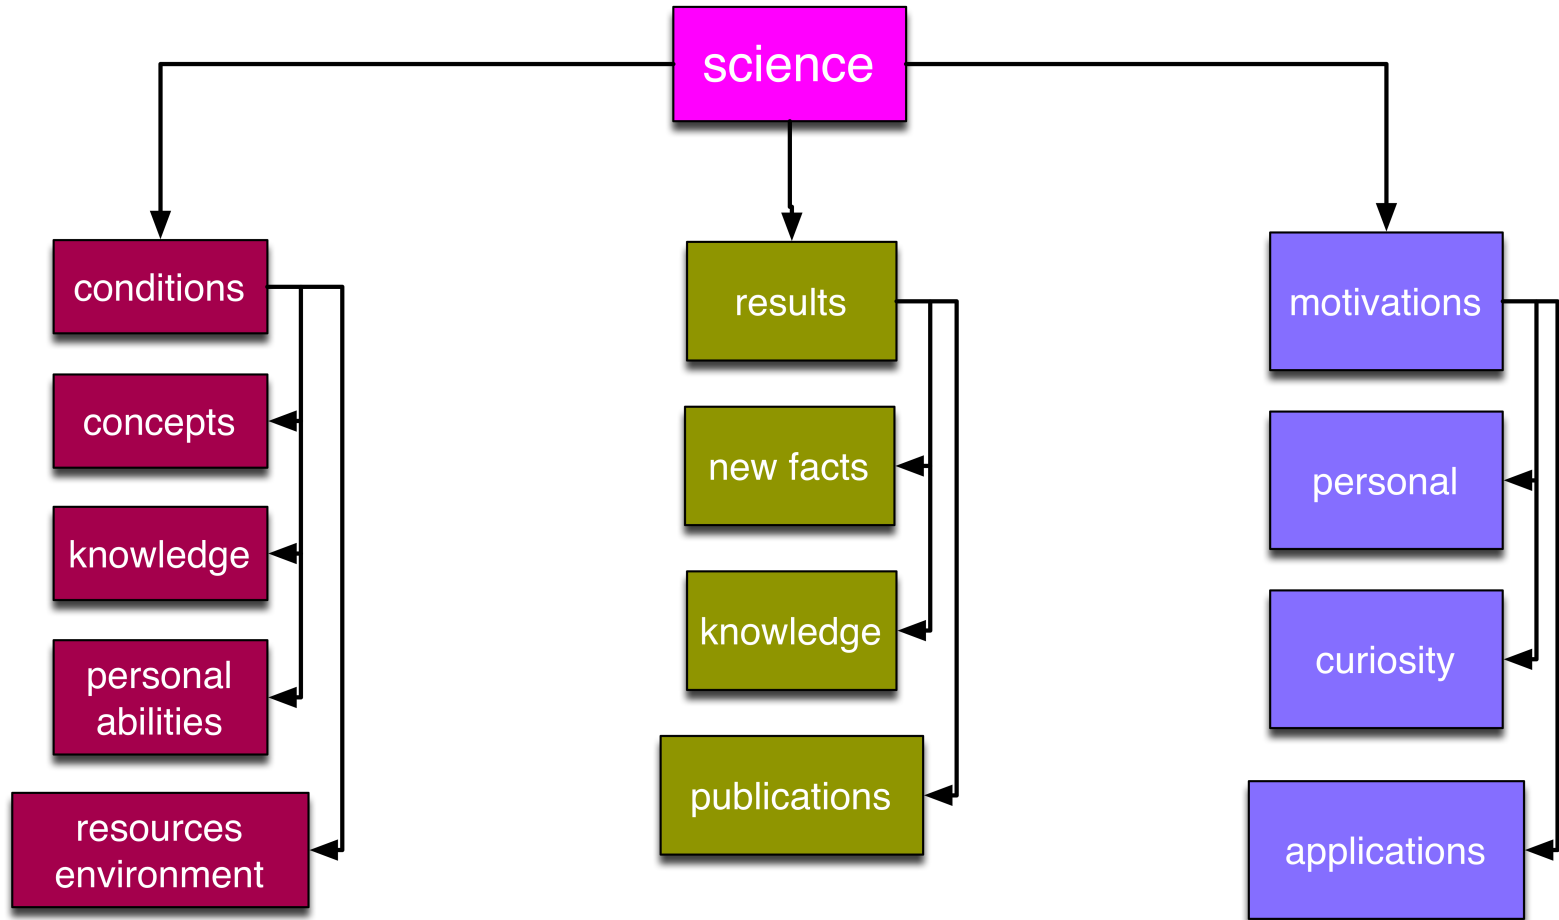 science
conditions
concepts
knowledge
personal
abilities
resources
environment
results
new facts
knowledge
publications
motivations
personal
curiosity
applications